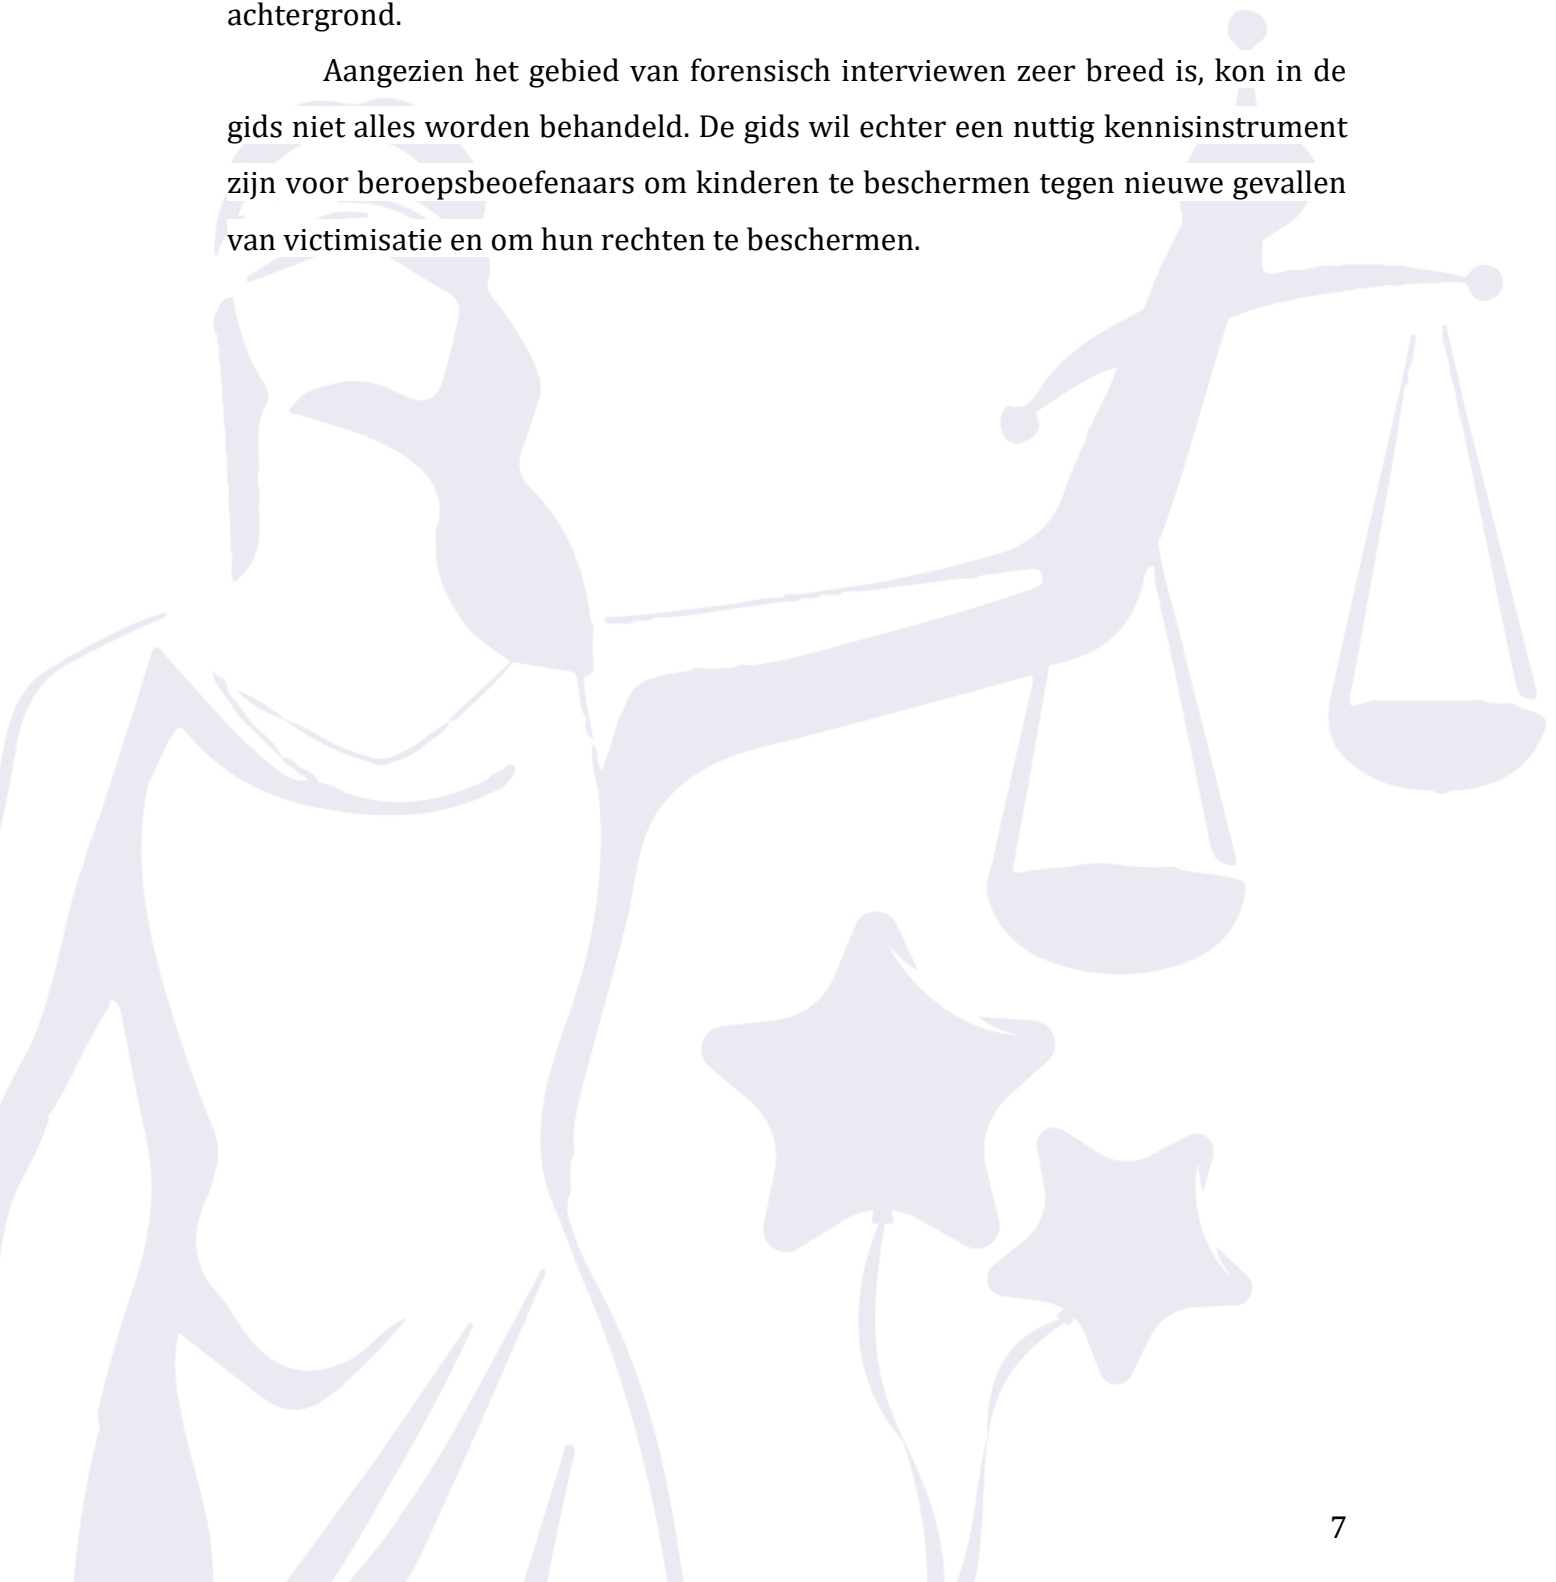 achtergrond.
Aangezien het gebied van forensisch interviewen zeer breed is, kon in de
gids niet alles worden behandeld. De gids wil echter een nuttig kennisinstrument
zijn voor beroepsbeoefenaars om kinderen te beschermen tegen nieuwe gevallen
van victimisatie en om hun rechten te beschermen.
7